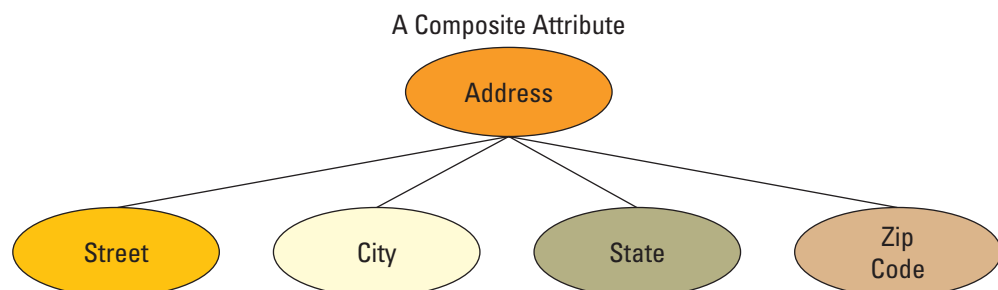 A Composite Attribute
Address
Street
City
State
Zip
Code